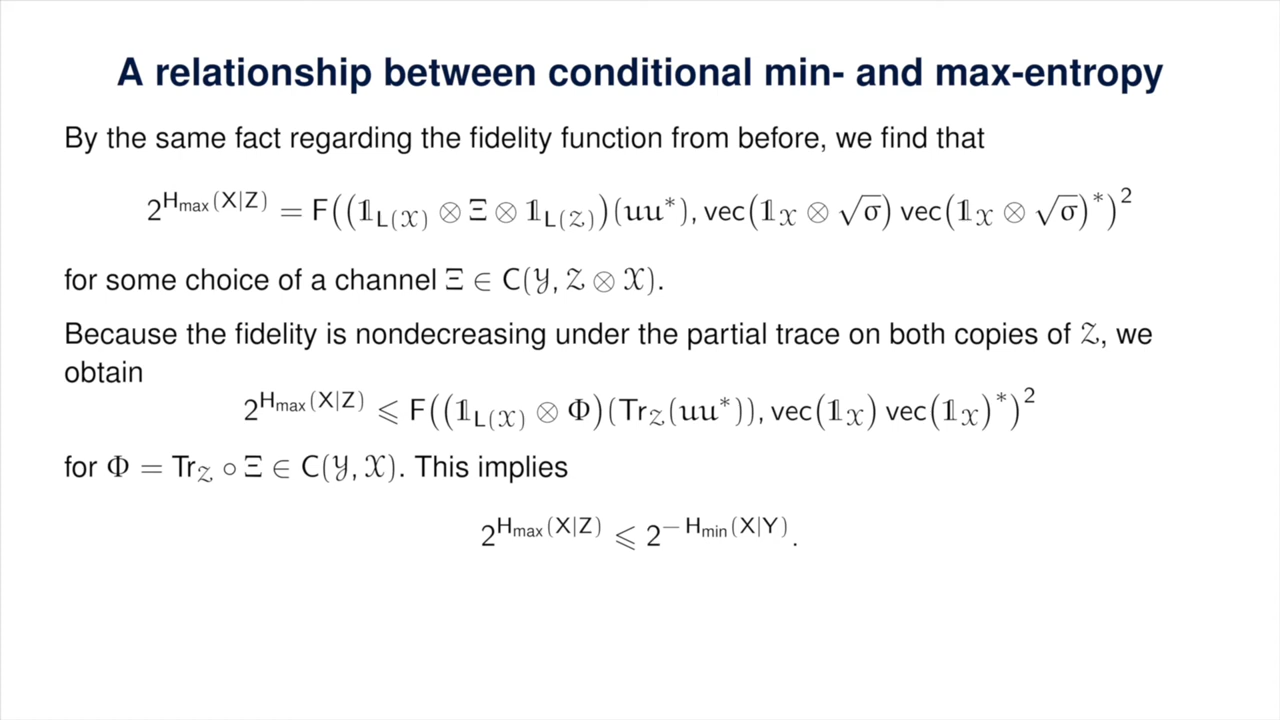 A relationship between conditional min- and max-entropy
By the same fact regarding the fidelity function from before, we find that
2^{H_max(X|Z)} = F((𝟙_{L(𝒳)} ⊗ Ξ ⊗ 𝟙_{L(𝒵)})(uu*), vec(𝟙_𝒳 ⊗ √σ) vec(𝟙_𝒳 ⊗ √σ)*)^2
for some choice of a channel Ξ ∈ C(𝒴, 𝒵 ⊗ 𝒳).
Because the fidelity is nondecreasing under the partial trace on both copies of 𝒵, we
obtain
2^{H_max(X|Z)} ⩽ F((𝟙_{L(𝒳)} ⊗ Φ)(Tr_𝒵(uu*)), vec(𝟙_𝒳) vec(𝟙_𝒳)*)^2
for Φ = Tr_𝒵 ∘ Ξ ∈ C(𝒴, 𝒳). This implies
2^{H_max(X|Z)} ⩽ 2^{−H_min(X|Y)}.